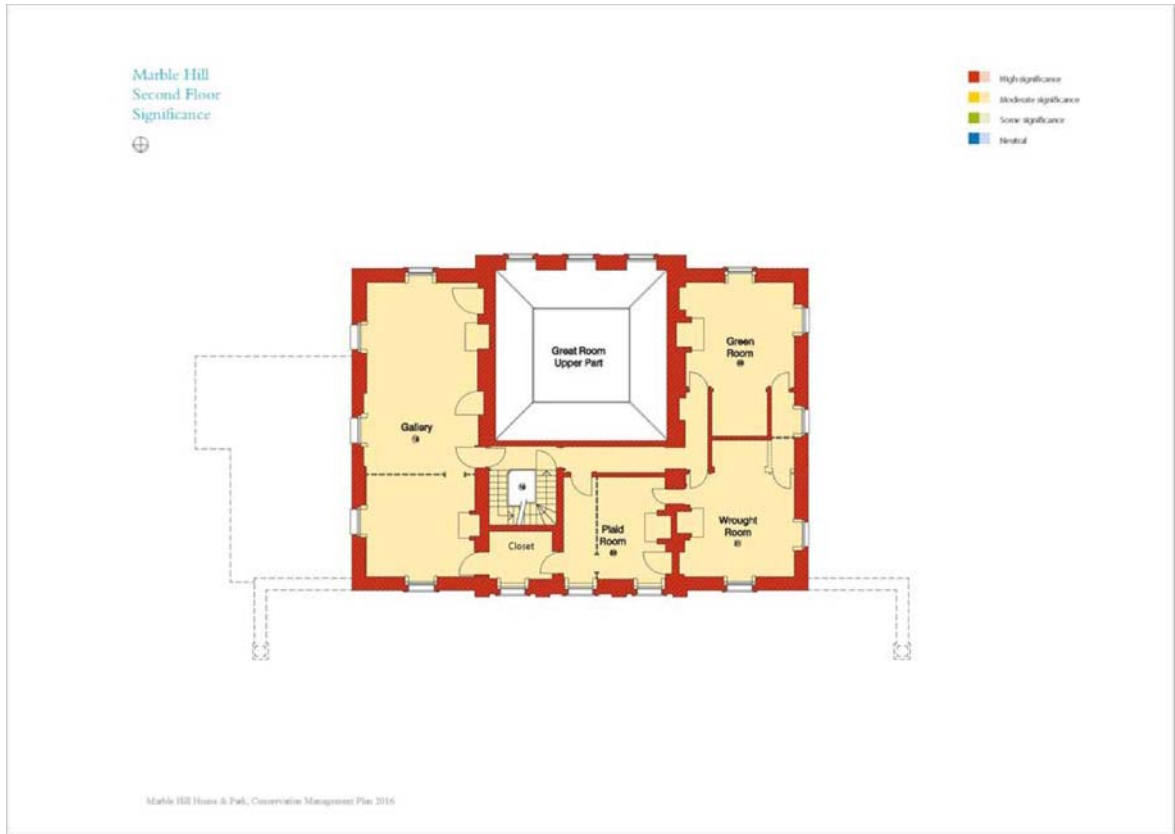 Marble Hill
Second Floor
Significance
High significance
Moderate significance
Some significance
Neutral
Great Room
Upper Part
Green
Room
Gallery
Plaid
Room
Closet
Wrought
Room
Marble Hill House & Park, Conservation Management Plan 2016